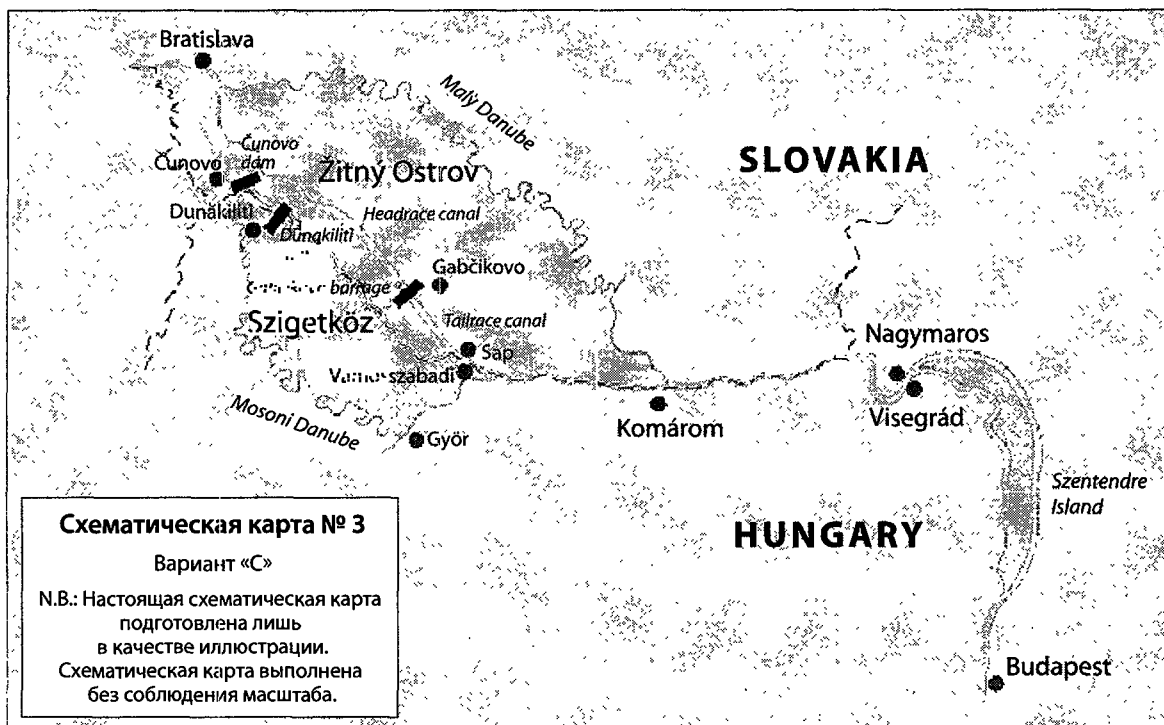 Bratislava
Malý Danube
SLOVAKIA
Čunovo
dam
Čunovo
Žitný Ostrov
Dunakiliti
Headrace canal
Dunakiliti
Gabčikovo
barrage
Szigetköz
Tailrace canal
Nagymaros
Sap
Visegrád
Mosoni Danube
Komárom
Györ
Szentendre
Island
HUNGARY
Схематическая карта № 3
Вариант «С»
N.B.: Настоящая схематическая карта
подготовлена лишь
в качестве иллюстрации.
Схематическая карта выполнена
без соблюдения масштаба.
Budapest